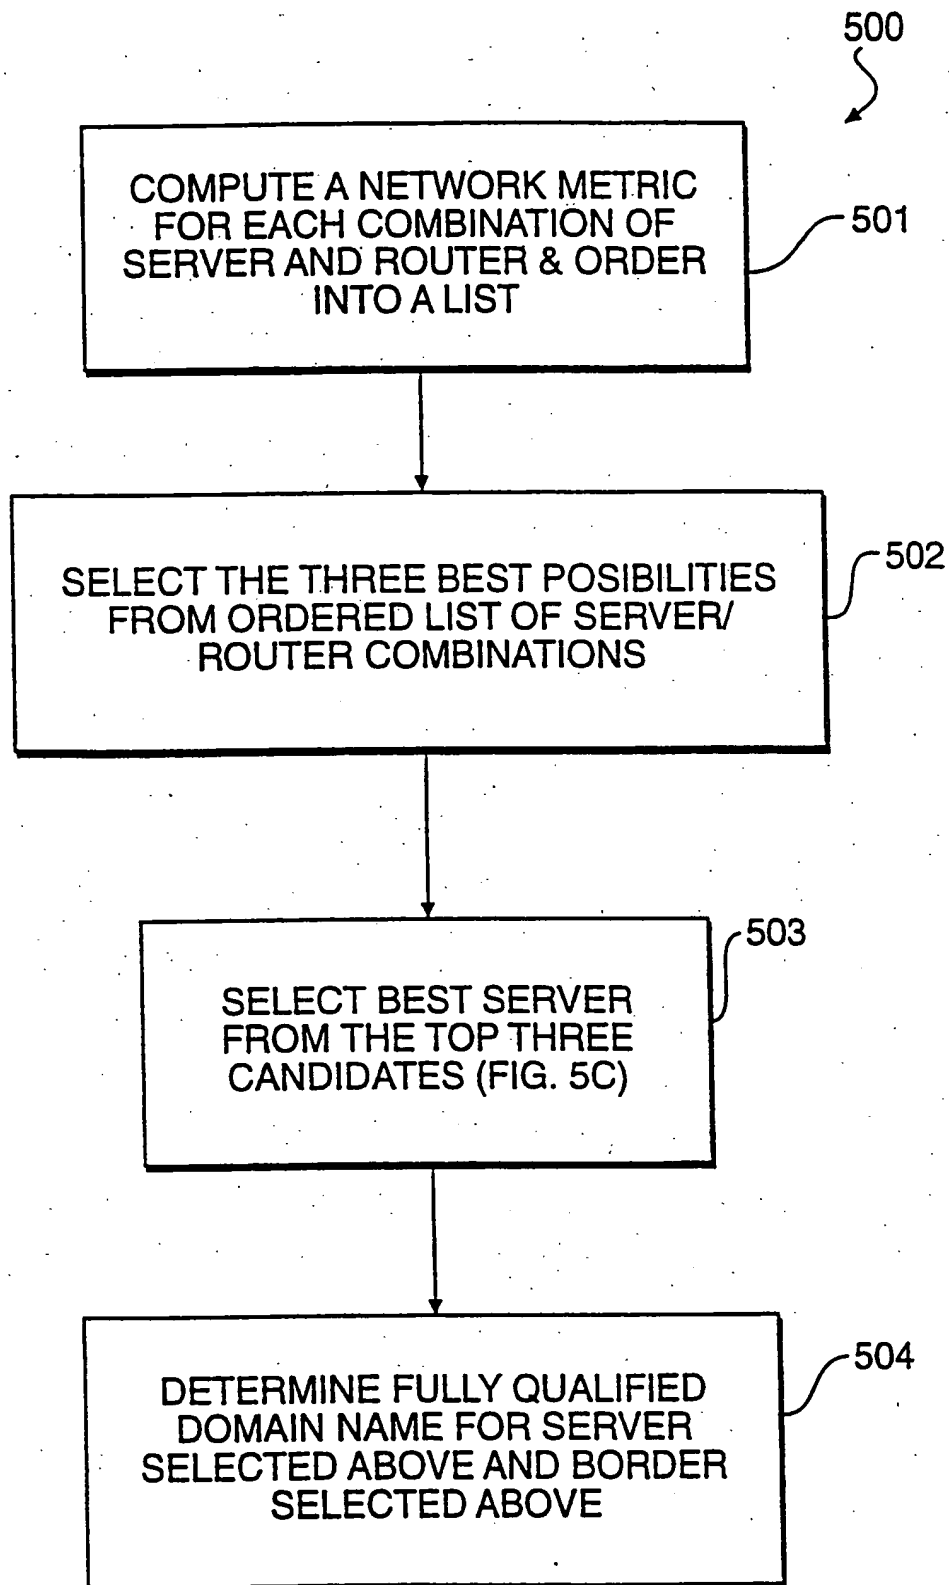 500
COMPUTE A NETWORK METRIC
FOR EACH COMBINATION OF
SERVER AND ROUTER & ORDER
INTO A LIST
501
SELECT THE THREE BEST POSIBILITIES
FROM ORDERED LIST OF SERVER/
ROUTER COMBINATIONS
502
SELECT BEST SERVER
FROM THE TOP THREE
CANDIDATES (FIG. 5C)
503
DETERMINE FULLY QUALIFIED
DOMAIN NAME FOR SERVER
SELECTED ABOVE AND BORDER
SELECTED ABOVE
504